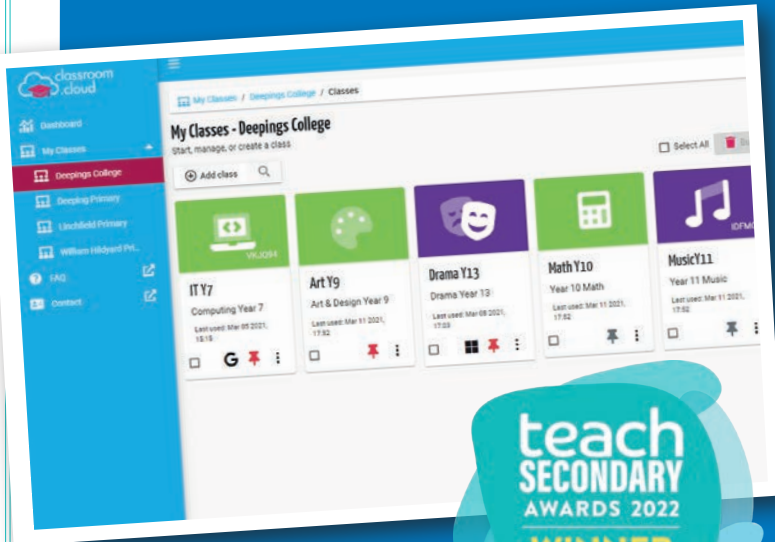 classroom
.cloud
Dashboard
My Classes
Deepings College
Deeping Primary
Linchfield Primary
William Hildyard Pri...
FAQ
Contact
My Classes / Deepings College / Classes
My Classes - Deepings College
Start, manage, or create a class
Add class
Select All
VKJQ94
IT Y7
Computing Year 7
Last used: Mar 05 2021,
15:15
G
Art Y9
Art & Design Year 9
Last used: Mar 11 2021,
17:52
Drama Y13
Drama Year 13
Last used: Mar 08 2021,
17:03
Math Y10
Year 10 Math
Last used: Mar 11 2021,
17:52
MusicY11
Year 11 Music
Last used: Mar 11 2021,
17:52
teach
SECONDARY
AWARDS 2022
WINNER